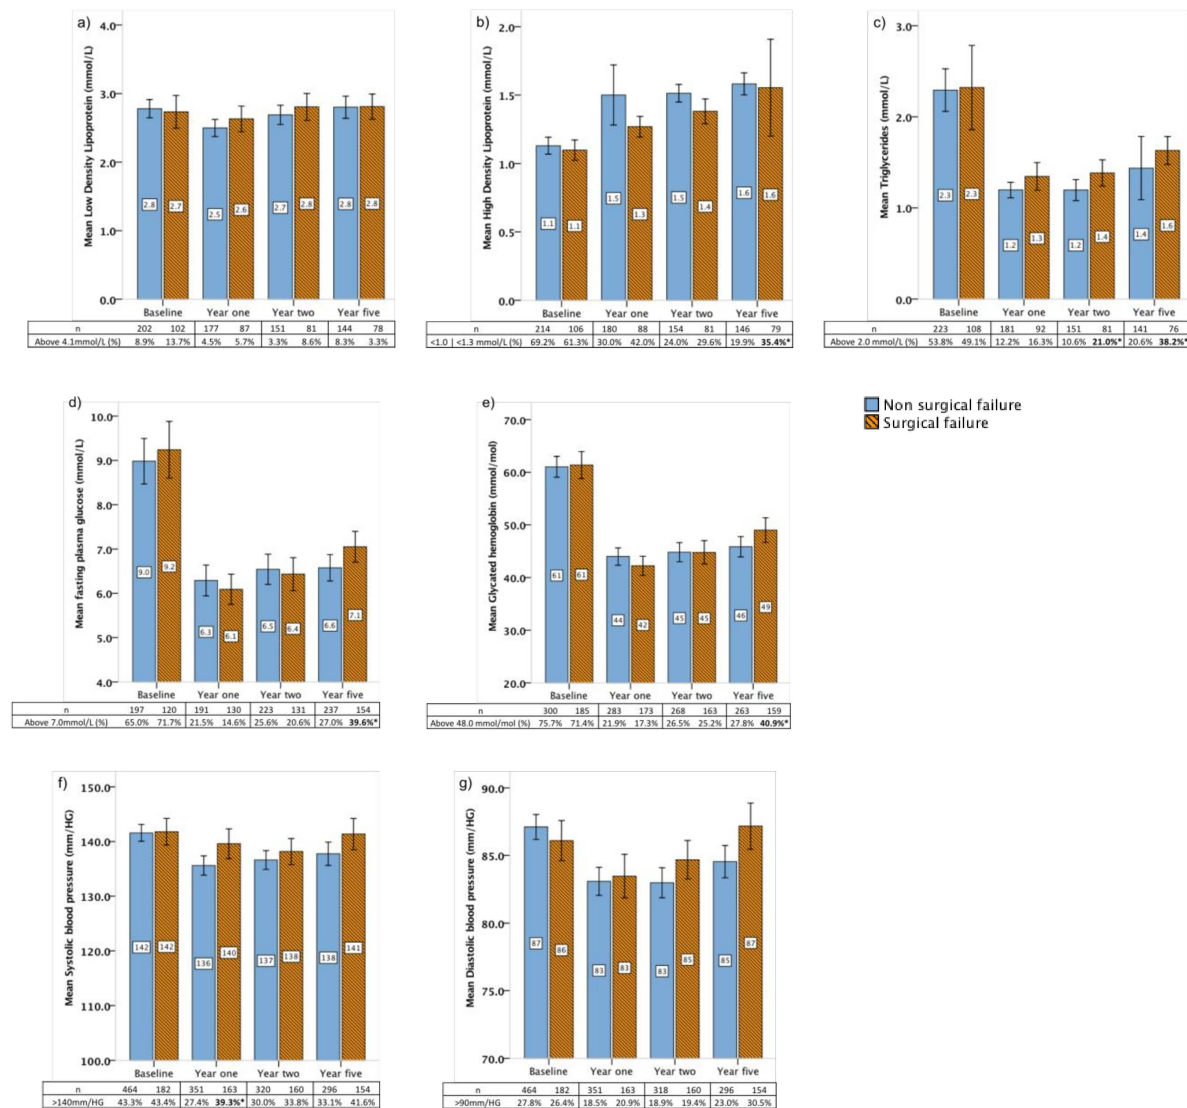 a)
Mean Low Density Lipoprotein (mmol/L)
4.0
3.0
2.0
1.0
0.0
2.8 2.7 2.5 2.6 2.7 2.8 2.8 2.8
Baseline Year one Year two Year five
n 202 102 177 87 151 81 144 78
Above 4.1mmol/L (%) 8.9% 13.7% 4.5% 5.7% 3.3% 8.6% 8.3% 3.3%
b)
Mean High Density Lipoprotein (mmol/L)
2.0
1.5
1.0
0.5
0.0
1.1 1.1 1.5 1.3 1.5 1.4 1.6 1.6
Baseline Year one Year two Year five
n 214 106 180 88 154 81 146 79
<1.0 | <1.3 mmol/L (%) 69.2% 61.3% 30.0% 42.0% 24.0% 29.6% 19.9% 35.4%*
c)
Mean Triglycerides (mmol/L)
3.0
2.0
1.0
0.0
2.3 2.3 1.2 1.3 1.2 1.4 1.4 1.6
Baseline Year one Year two Year five
n 223 108 181 92 151 81 141 76
Above 2.0 mmol/L (%) 53.8% 49.1% 12.2% 16.3% 10.6% 21.0%* 20.6% 38.2%*
d)
Mean fasting plasma glucose (mmol/L)
10.0
9.0
8.0
7.0
6.0
5.0
4.0
9.0 9.2 6.3 6.1 6.5 6.4 6.6 7.1
Baseline Year one Year two Year five
n 197 120 191 130 223 131 237 154
Above 7.0mmol/L (%) 65.0% 71.7% 21.5% 14.6% 25.6% 20.6% 27.0% 39.6%*
e)
Mean Glycated hemoglobin (mmol/mol)
70.0
60.0
50.0
40.0
30.0
20.0
61 61 44 42 45 45 46 49
Baseline Year one Year two Year five
n 300 185 283 173 268 163 263 159
Above 48.0 mmol/mol (%) 75.7% 71.4% 21.9% 17.3% 26.5% 25.2% 27.8% 40.9%*
Non surgical failure
Surgical failure
f)
Mean Systolic blood pressure (mm/HG)
150.0
140.0
130.0
120.0
110.0
100.0
142 142 136 140 137 138 138 141
Baseline Year one Year two Year five
n 464 182 351 163 320 160 296 154
>140mm/HG 43.3% 43.4% 27.4% 39.3%* 30.0% 33.8% 33.1% 41.6%
g)
Mean Diastolic blood pressure (mm/HG)
90.0
85.0
80.0
75.0
70.0
87 86 83 83 83 85 85 87
Baseline Year one Year two Year five
n 464 182 351 163 318 160 296 154
>90mm/HG 27.8% 26.4% 18.5% 20.9% 18.9% 19.4% 23.0% 30.5%